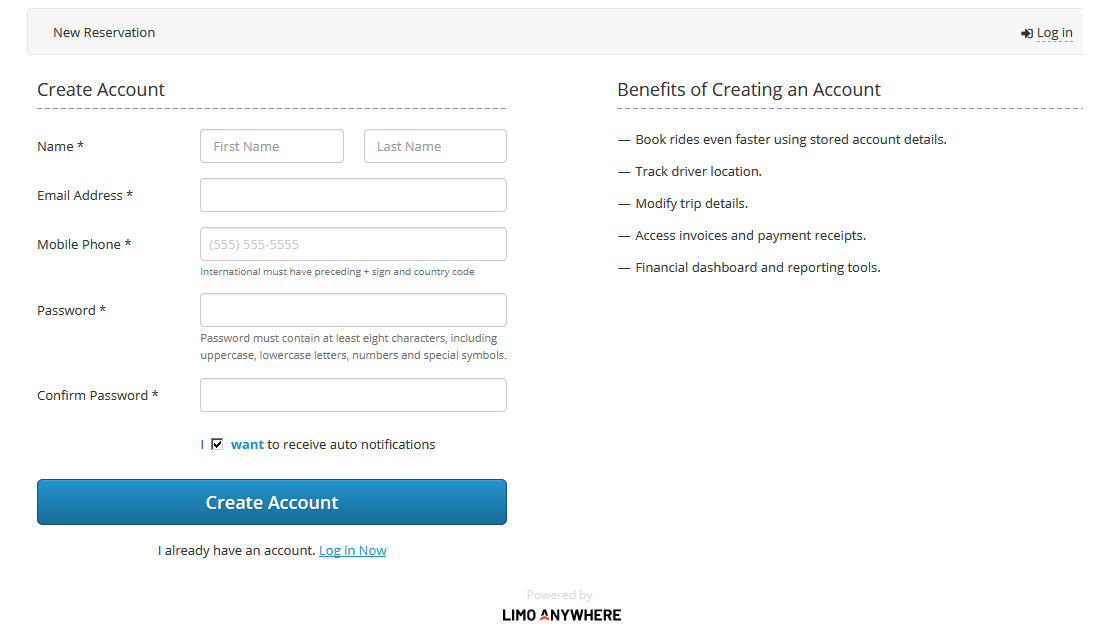 New Reservation
Log in
Create Account
Name *
First Name
Last Name
Email Address *
Mobile Phone *
(555) 555-5555
International must have preceding + sign and country code
Password *
Password must contain at least eight characters, including
uppercase, lowercase letters, numbers and special symbols.
Confirm Password *
I want to receive auto notifications
Create Account
I already have an account. Log in Now
Benefits of Creating an Account
— Book rides even faster using stored account details.
— Track driver location.
— Modify trip details.
— Access invoices and payment receipts.
— Financial dashboard and reporting tools.
Powered by
LIMO ANYWHERE